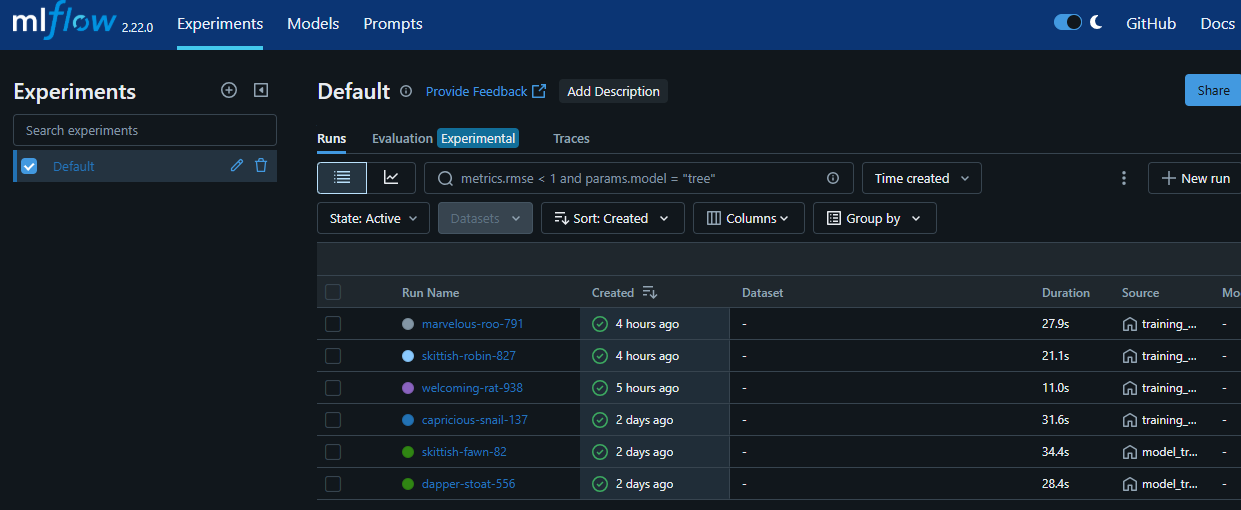 mlflow 2.22.0 Experiments Models Prompts GitHub Docs
Experiments
Search experiments
Default
Default Provide Feedback Add Description Share
Runs Evaluation Experimental Traces
metrics.rmse < 1 and params.model = "tree" Time created New run
State: Active Datasets Sort: Created Columns Group by
Run Name Created Dataset Duration Source Mo
marvelous-roo-791 4 hours ago - 27.9s training_... -
skittish-robin-827 4 hours ago - 21.1s training_... -
welcoming-rat-938 5 hours ago - 11.0s training_... -
capricious-snail-137 2 days ago - 31.6s training_... -
skittish-fawn-82 2 days ago - 34.4s model_tr... -
dapper-stoat-556 2 days ago - 28.4s model_tr... -